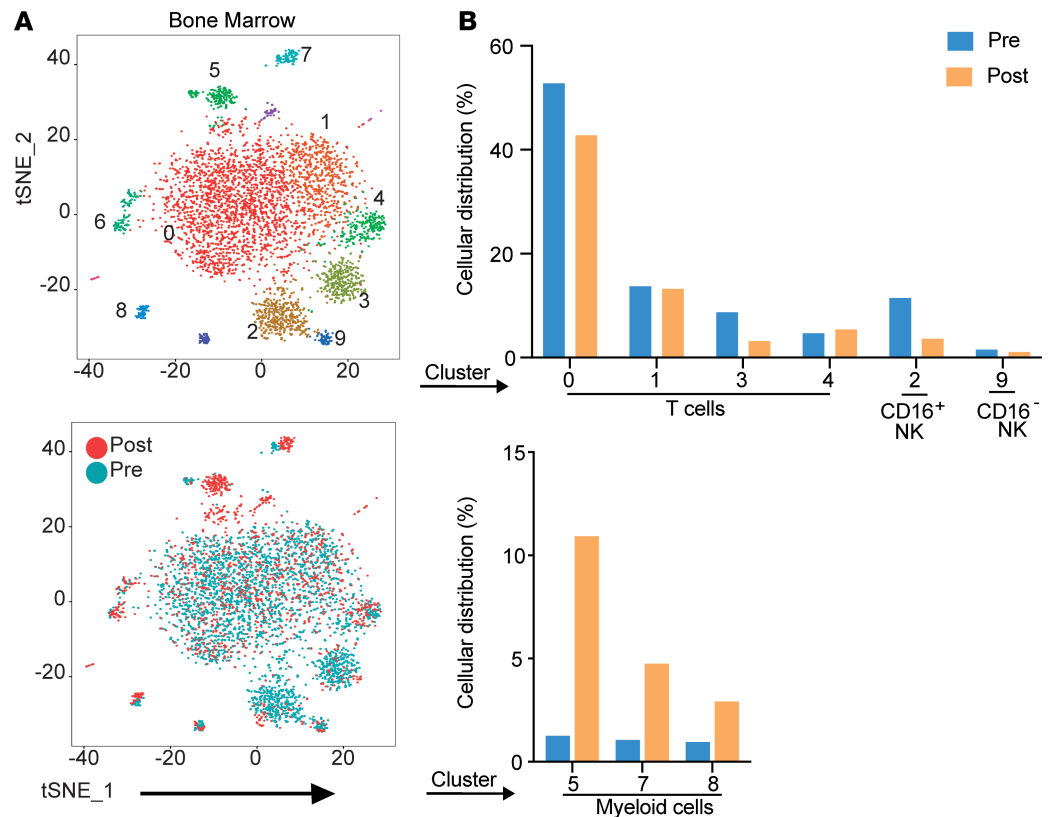 A
Bone Marrow
tSNE_2
40
20
0
-20
-40
-20
0
20
0
1
2
3
4
5
6
7
8
9
Post
Pre
40
20
0
-20
-40
-20
0
20
tSNE_1
B
Pre
Post
Cellular distribution (%)
60
40
20
0
Cluster
0 1 3 4 2 9
T cells
CD16+ NK
CD16- NK
Cellular distribution (%)
15
10
5
0
Cluster
5 7 8
Myeloid cells